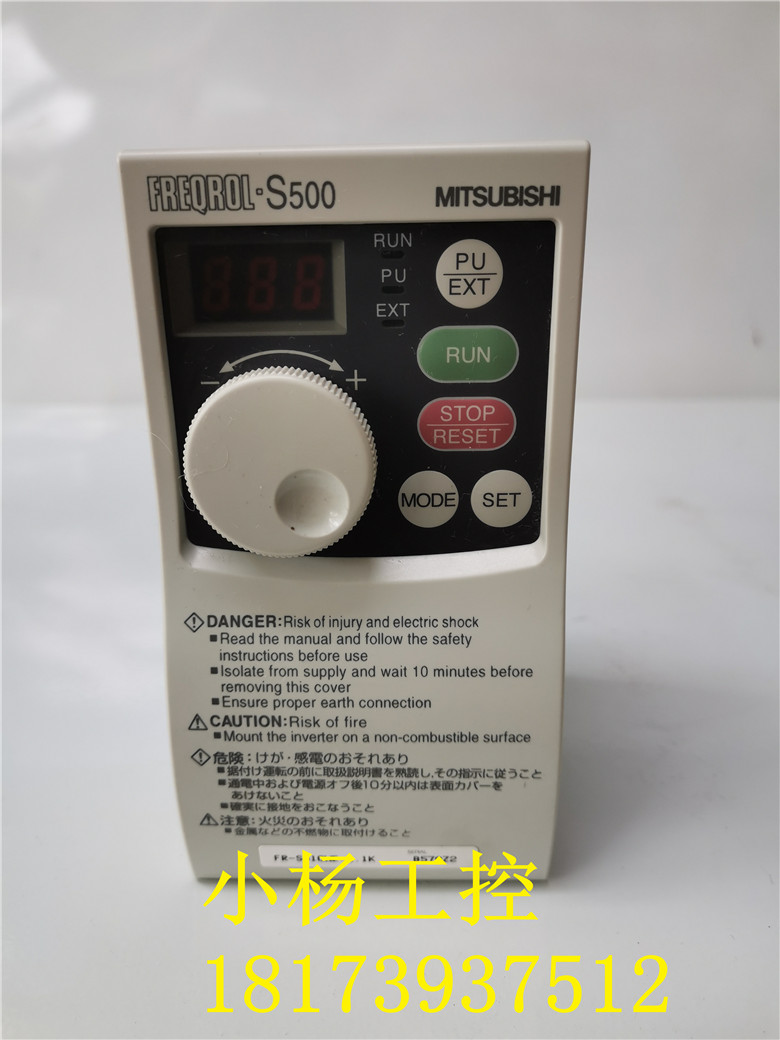 FREQROL-S500 MITSUBISHI
RUN
PU
EXT
PU
EXT
RUN
STOP
RESET
− +
MODE SET
DANGER: Risk of injury and electric shock
■Read the manual and follow the safety
instructions before use
■Isolate from supply and wait 10 minutes before
removing this cover
■Ensure proper earth connection
CAUTION: Risk of fire
■Mount the inverter on a non-combustible surface
危険：けが・感電のおそれあり
■据付け運転の前に取扱説明書を熟読し、その指示に従うこと
■通電中および電源オフ後10分以内は表面カバーを
あけないこと
■確実に接地をおこなうこと
注意：火災のおそれあり
■金属などの不燃物に取付けること
小杨工控
18173937512